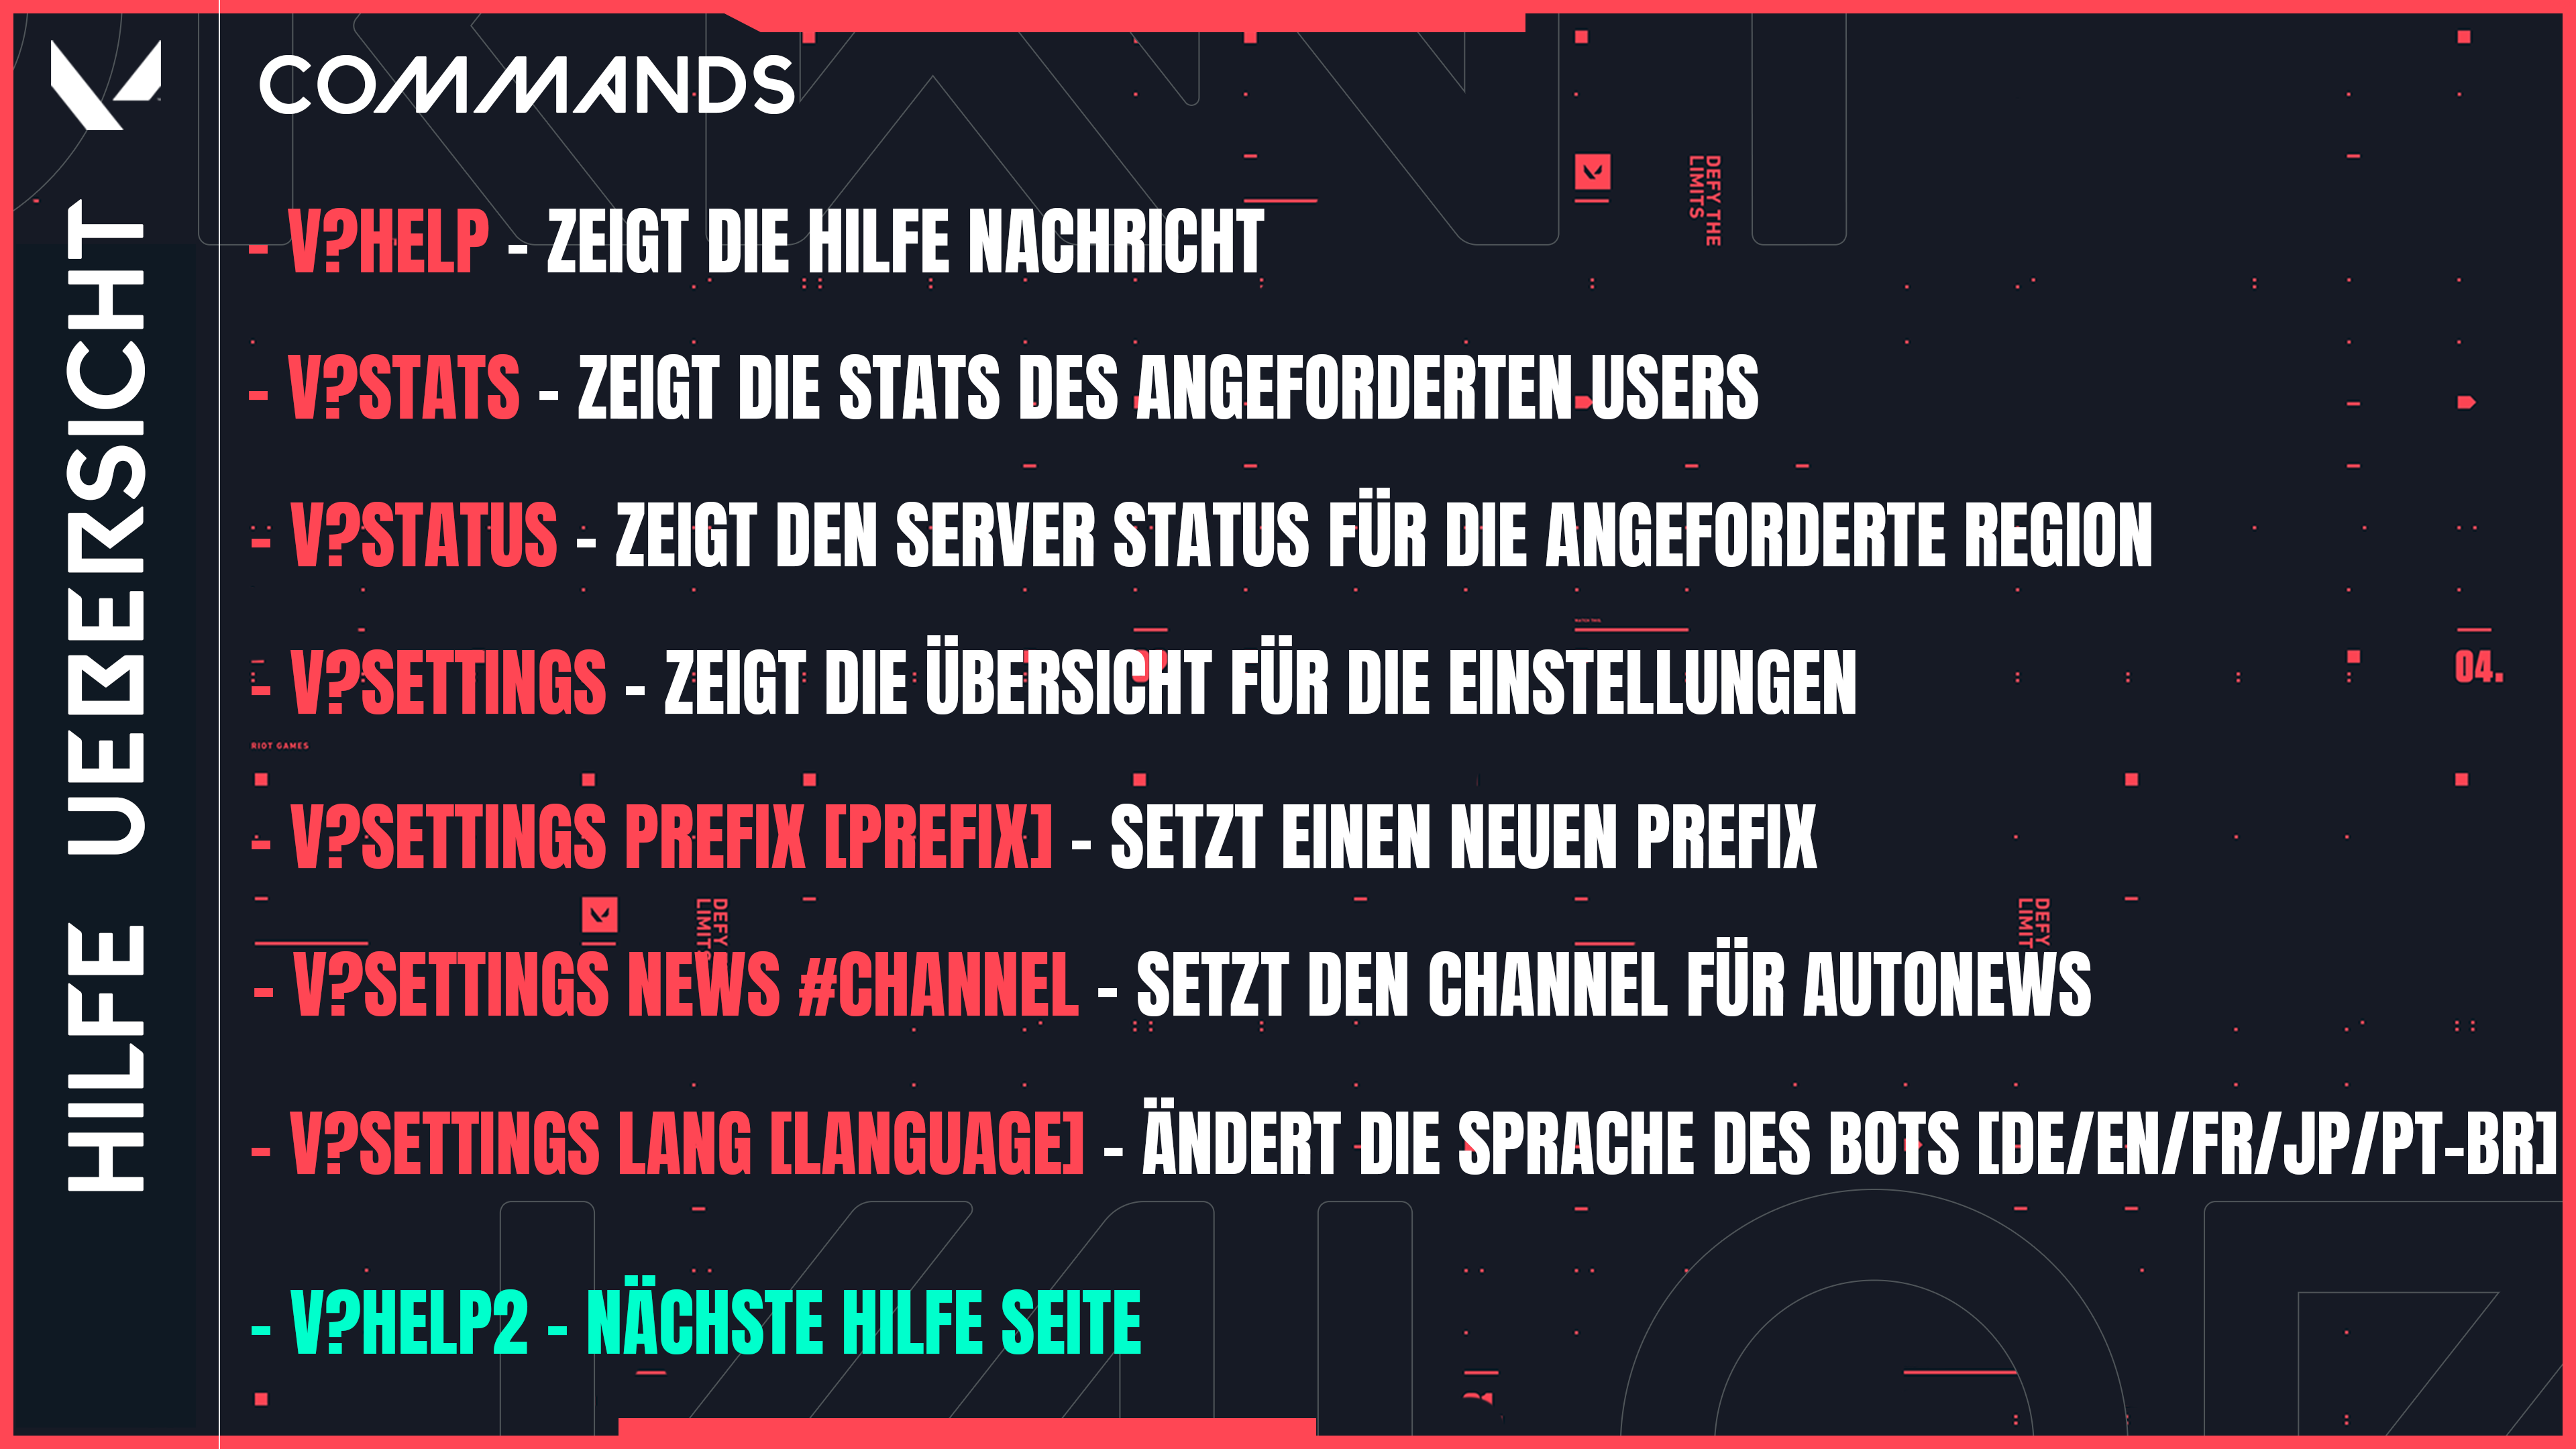 COMMANDS
HILFE UEBERSICHT
DEFY THE
LIMITS
- V?HELP - ZEIGT DIE HILFE NACHRICHT
- V?STATS - ZEIGT DIE STATS DES ANGEFORDERTEN USERS
- V?STATUS - ZEIGT DEN SERVER STATUS FÜR DIE ANGEFORDERTE REGION
- V?SETTINGS - ZEIGT DIE ÜBERSICHT FÜR DIE EINSTELLUNGEN
04.
RIOT GAMES
- V?SETTINGS PREFIX [PREFIX] - SETZT EINEN NEUEN PREFIX
DEFY
LIMITS
DEFY
LIMIT
- V?SETTINGS NEWS #CHANNEL - SETZT DEN CHANNEL FÜR AUTONEWS
- V?SETTINGS LANG [LANGUAGE] - ÄNDERT DIE SPRACHE DES BOTS [DE/EN/FR/JP/PT-BR]
- V?HELP2 - NÄCHSTE HILFE SEITE